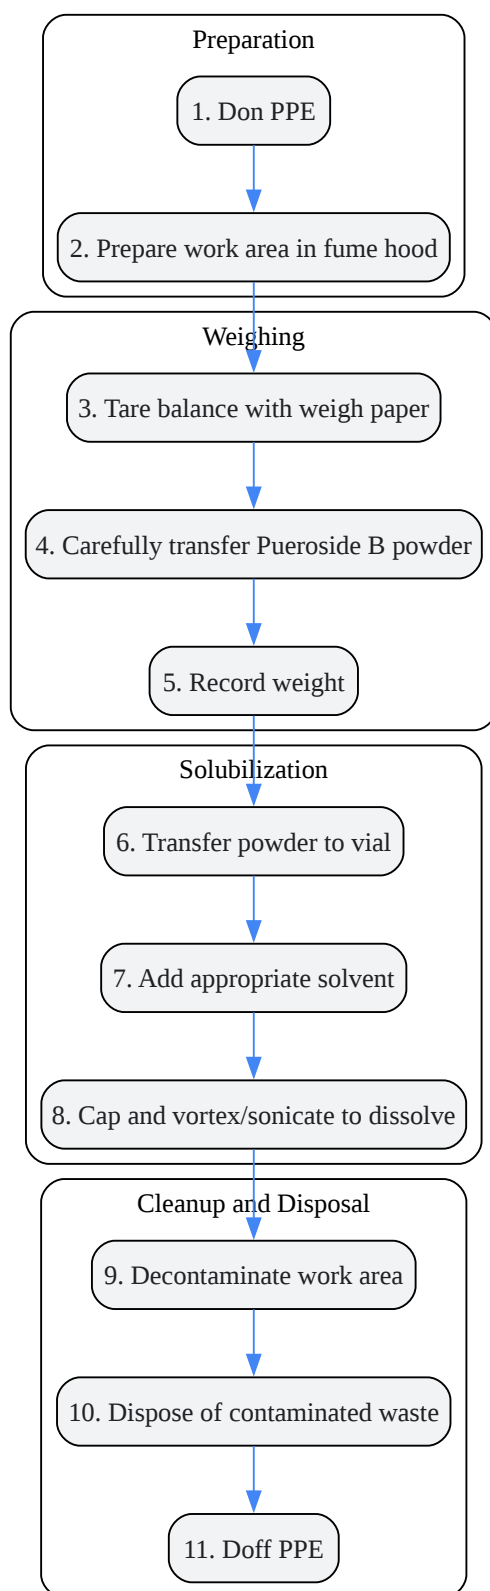 Preparation
1. Don PPE
2. Prepare work area in fume hood
Weighing
3. Tare balance with weigh paper
4. Carefully transfer Pueroside B powder
5. Record weight
Solubilization
6. Transfer powder to vial
7. Add appropriate solvent
8. Cap and vortex/sonicate to dissolve
Cleanup and Disposal
9. Decontaminate work area
10. Dispose of contaminated waste
11. Doff PPE